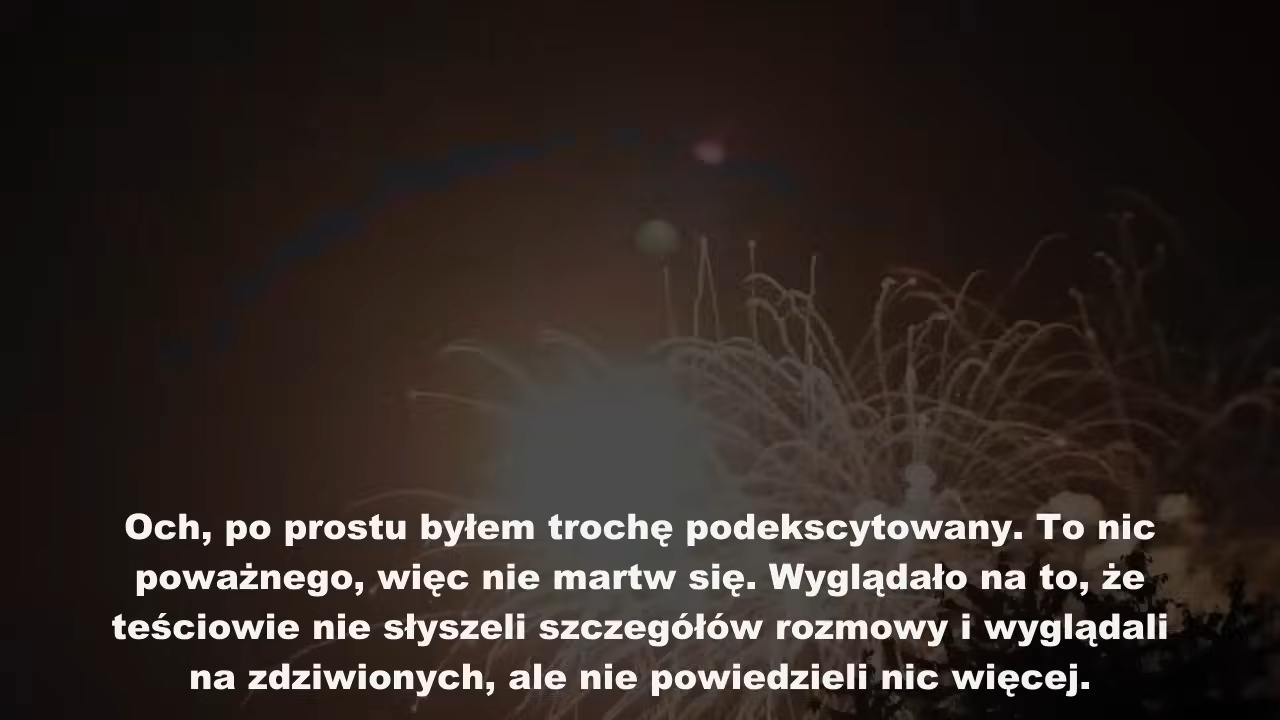 Och, po prostu byłem trochę podekscytowany. To nic
poważnego, więc nie martw się. Wyglądało na to, że
teściowie nie słyszeli szczegółów rozmowy i wyglądali
na zdziwionych, ale nie powiedzieli nic więcej.